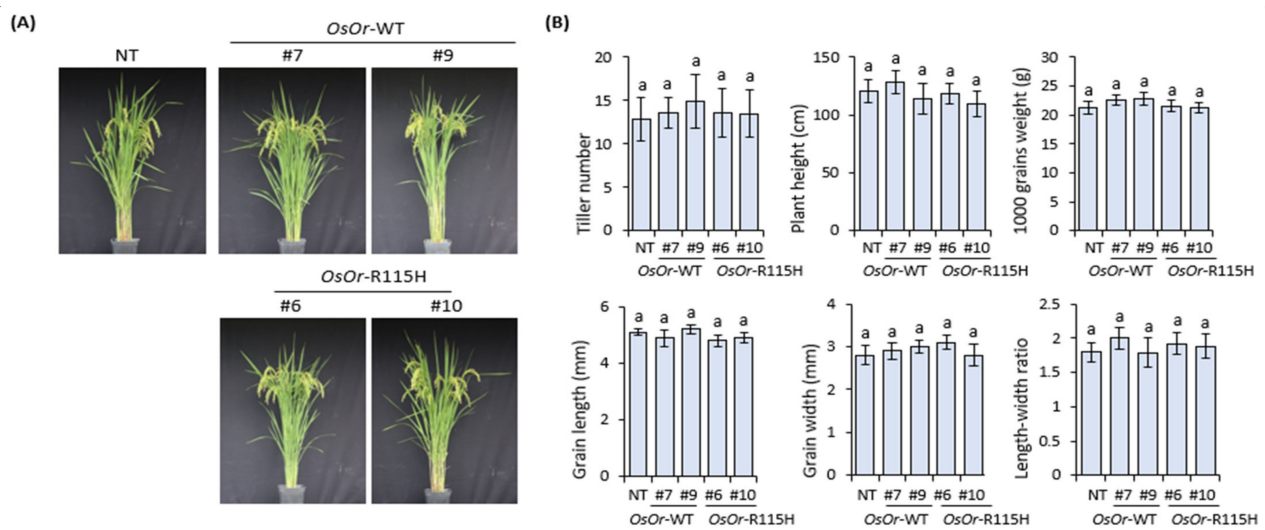 (A)
OsOr-WT
NT #7 #9
OsOr-R115H
#6 #10
(B)
Tiller number
20
15
10
5
0
a a a a a
NT #7 #9 #6 #10
OsOr-WT OsOr-R115H
Plant height (cm)
150
100
50
0
a a a a a
NT #7 #9 #6 #10
OsOr-WT OsOr-R115H
1000 grains weight (g)
30
25
20
15
10
5
0
a a a a a
NT #7 #9 #6 #10
OsOr-WT OsOr-R115H
Grain length (mm)
6
4
2
0
a a a a a
NT #7 #9 #6 #10
OsOr-WT OsOr-R115H
Grain width (mm)
4
3
2
1
0
a a a a a
NT #7 #9 #6 #10
OsOr-WT OsOr-R115H
Length-width ratio
2.5
2
1.5
1
0.5
0
a a a a a
NT #7 #9 #6 #10
OsOr-WT OsOr-R115H